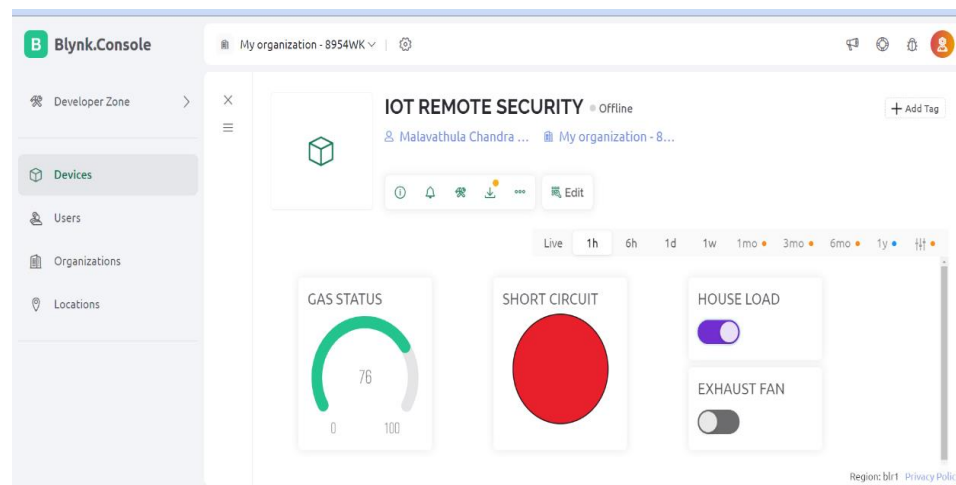 B Blynk.Console
My organization - 8954WK
Developer Zone
Devices
Users
Organizations
Locations
IOT REMOTE SECURITY Offline
Add Tag
Malavathula Chandra ... My organization - 8...
Edit
Live 1h 6h 1d 1w 1mo 3mo 6mo 1y
GAS STATUS
76
0 100
SHORT CIRCUIT
HOUSE LOAD
EXHAUST FAN
Region: blr1 Privacy Polic